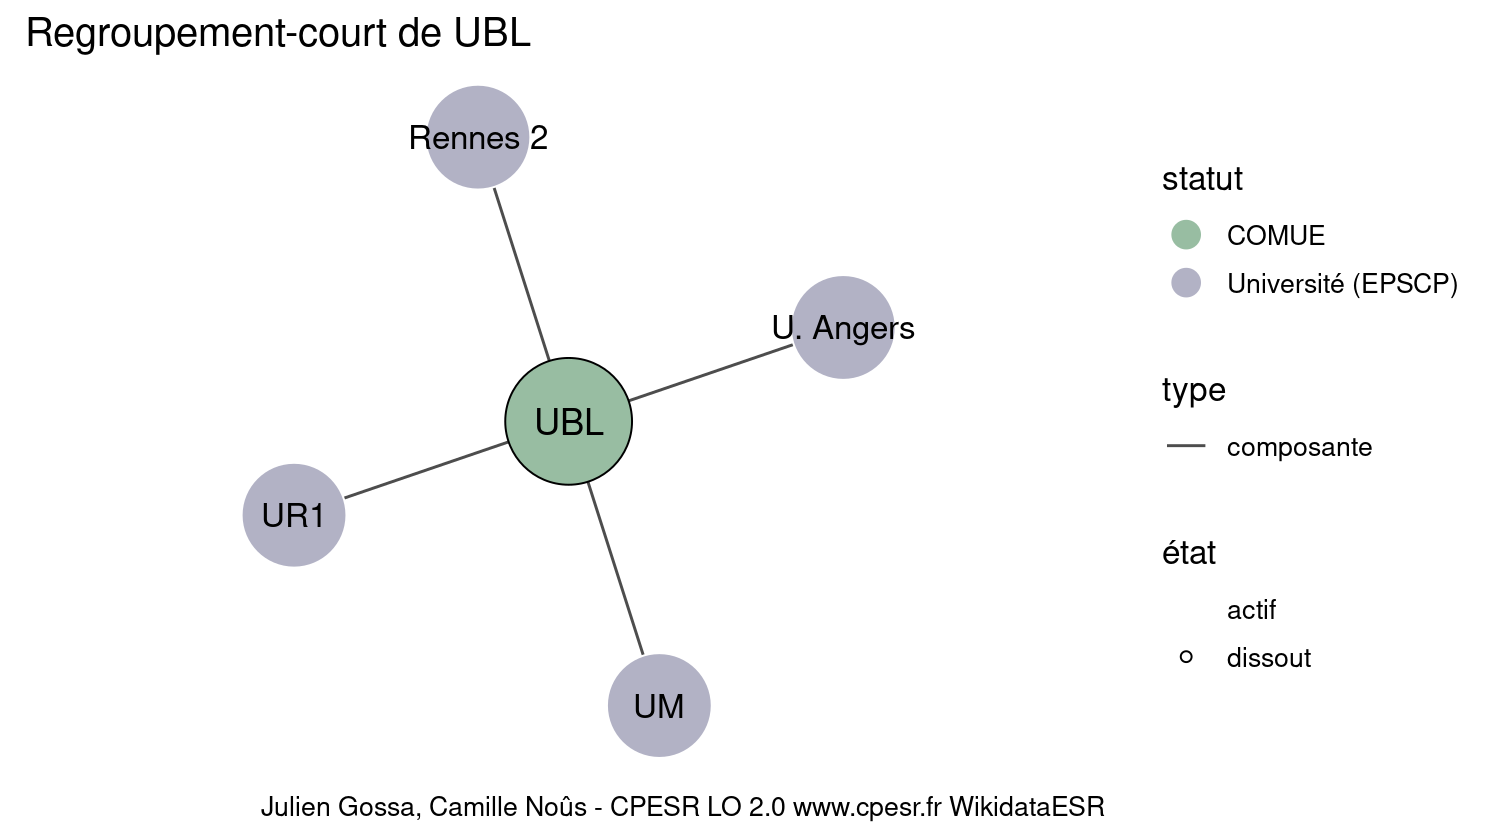 Regroupement-court de UBL
Rennes 2
U. Angers
UBL
UR1
UM
statut
COMUE
Université (EPSCP)
type
composante
état
actif
dissout
Julien Gossa, Camille Noûs - CPESR LO 2.0 www.cpesr.fr WikidataESR